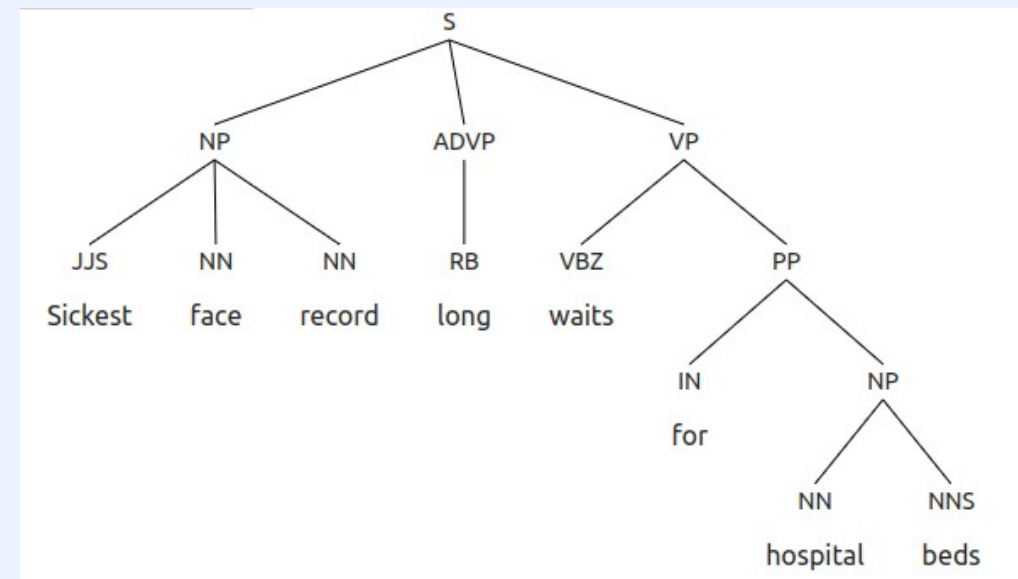 S
NP ADVP VP
JJS NN NN RB VBZ PP
Sickest face record long waits
IN NP
for
NN NNS
hospital beds